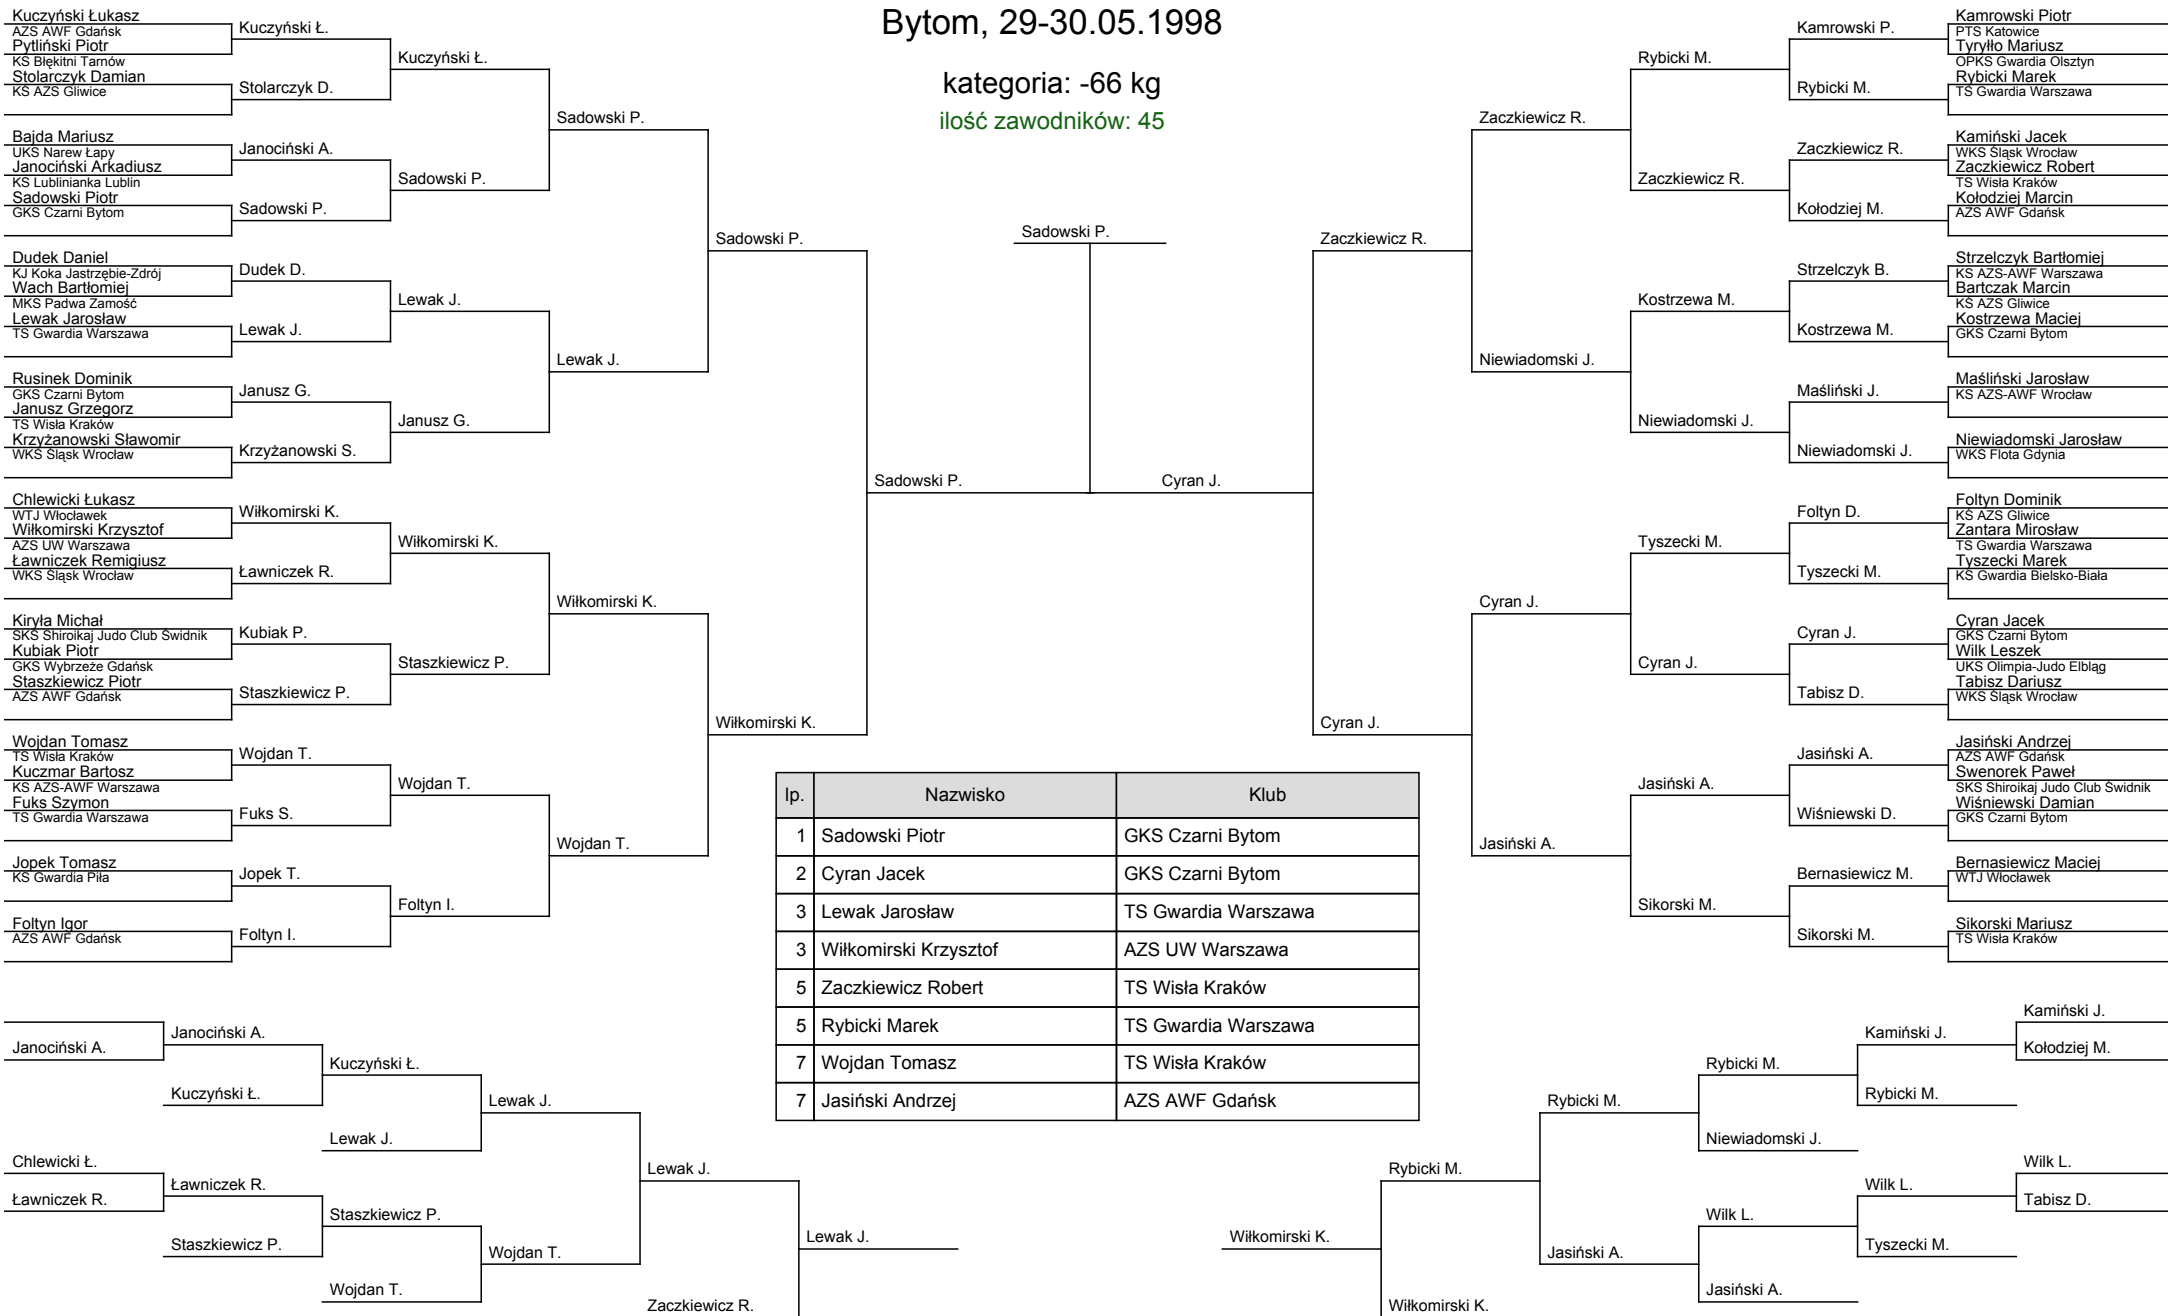 Bytom, 29-30.05.1998
kategoria: -66 kg
ilość zawodników: 45
Kuczyński Łukasz
AZS AWF Gdańsk
Pytliński Piotr
KS Błękitni Tarnów
Stolarczyk Damian
KS AZS Gliwice
Bajda Mariusz
UKS Narew Łapy
Janociński Arkadiusz
KS Lublinianka Lublin
Sadowski Piotr
GKS Czarni Bytom
Dudek Daniel
KJ Koka Jastrzębie-Zdrój
Wach Bartłomiej
MKS Padwa Zamość
Lewak Jarosław
TS Gwardia Warszawa
Rusinek Dominik
GKS Czarni Bytom
Janusz Grzegorz
TS Wisła Kraków
Krzyżanowski Sławomir
WKS Śląsk Wrocław
Chlewicki Łukasz
WTJ Włocławek
Wiłkomirski Krzysztof
AZS UW Warszawa
Ławniczek Remigiusz
WKS Śląsk Wrocław
Kiryła Michał
SKS Shiroikaj Judo Club Świdnik
Kubiak Piotr
GKS Wybrzeże Gdańsk
Staszkiewicz Piotr
AZS AWF Gdańsk
Wojdan Tomasz
TS Wisła Kraków
Kuczmar Bartosz
KS AZS-AWF Warszawa
Fuks Szymon
TS Gwardia Warszawa
Jopek Tomasz
KS Gwardia Piła
Foltyn Igor
AZS AWF Gdańsk
Kuczyński Ł.
Stolarczyk D.
Janociński A.
Sadowski P.
Dudek D.
Lewak J.
Janusz G.
Krzyżanowski S.
Wiłkomirski K.
Ławniczek R.
Kubiak P.
Staszkiewicz P.
Wojdan T.
Fuks S.
Jopek T.
Foltyn I.
Kuczyński Ł.
Sadowski P.
Lewak J.
Janusz G.
Wiłkomirski K.
Staszkiewicz P.
Wojdan T.
Foltyn I.
Sadowski P.
Lewak J.
Wiłkomirski K.
Wojdan T.
Sadowski P.
Wiłkomirski K.
Sadowski P.
Sadowski P.
Cyran J.
Zaczkiewicz R.
Cyran J.
Zaczkiewicz R.
Niewiadomski J.
Cyran J.
Jasiński A.
Rybicki M.
Zaczkiewicz R.
Kostrzewa M.
Niewiadomski J.
Tyszecki M.
Cyran J.
Jasiński A.
Sikorski M.
Kamrowski P.
Rybicki M.
Zaczkiewicz R.
Kołodziej M.
Strzelczyk B.
Kostrzewa M.
Maśliński J.
Niewiadomski J.
Foltyn D.
Tyszecki M.
Cyran J.
Tabisz D.
Jasiński A.
Wiśniewski D.
Bernasiewicz M.
Sikorski M.
Kamrowski Piotr
PTS Katowice
Tyryłło Mariusz
OPKS Gwardia Olsztyn
Rybicki Marek
TS Gwardia Warszawa
Kamiński Jacek
WKS Śląsk Wrocław
Zaczkiewicz Robert
TS Wisła Kraków
Kołodziej Marcin
AZS AWF Gdańsk
Strzelczyk Bartłomiej
KS AZS-AWF Warszawa
Bartczak Marcin
KS AZS Gliwice
Kostrzewa Maciej
GKS Czarni Bytom
Maśliński Jarosław
KS AZS-AWF Wrocław
Niewiadomski Jarosław
WKS Flota Gdynia
Foltyn Dominik
KS AZS Gliwice
Zantara Mirosław
TS Gwardia Warszawa
Tyszecki Marek
KS Gwardia Bielsko-Biała
Cyran Jacek
GKS Czarni Bytom
Wilk Leszek
UKS Olimpia-Judo Elbląg
Tabisz Dariusz
WKS Śląsk Wrocław
Jasiński Andrzej
AZS AWF Gdańsk
Swenorek Paweł
SKS Shiroikaj Judo Club Świdnik
Wiśniewski Damian
GKS Czarni Bytom
Bernasiewicz Maciej
WTJ Włocławek
Sikorski Mariusz
TS Wisła Kraków
lp. Nazwisko Klub
1 Sadowski Piotr GKS Czarni Bytom
2 Cyran Jacek GKS Czarni Bytom
3 Lewak Jarosław TS Gwardia Warszawa
3 Wiłkomirski Krzysztof AZS UW Warszawa
5 Zaczkiewicz Robert TS Wisła Kraków
5 Rybicki Marek TS Gwardia Warszawa
7 Wojdan Tomasz TS Wisła Kraków
7 Jasiński Andrzej AZS AWF Gdańsk
Janociński A.
Chlewicki Ł.
Ławniczek R.
Janociński A.
Kuczyński Ł.
Ławniczek R.
Staszkiewicz P.
Kuczyński Ł.
Lewak J.
Staszkiewicz P.
Wojdan T.
Lewak J.
Wojdan T.
Lewak J.
Zaczkiewicz R.
Lewak J.
Wiłkomirski K.
Rybicki M.
Wiłkomirski K.
Rybicki M.
Jasiński A.
Rybicki M.
Niewiadomski J.
Wilk L.
Jasiński A.
Kamiński J.
Rybicki M.
Wilk L.
Tyszecki M.
Kamiński J.
Kołodziej M.
Wilk L.
Tabisz D.